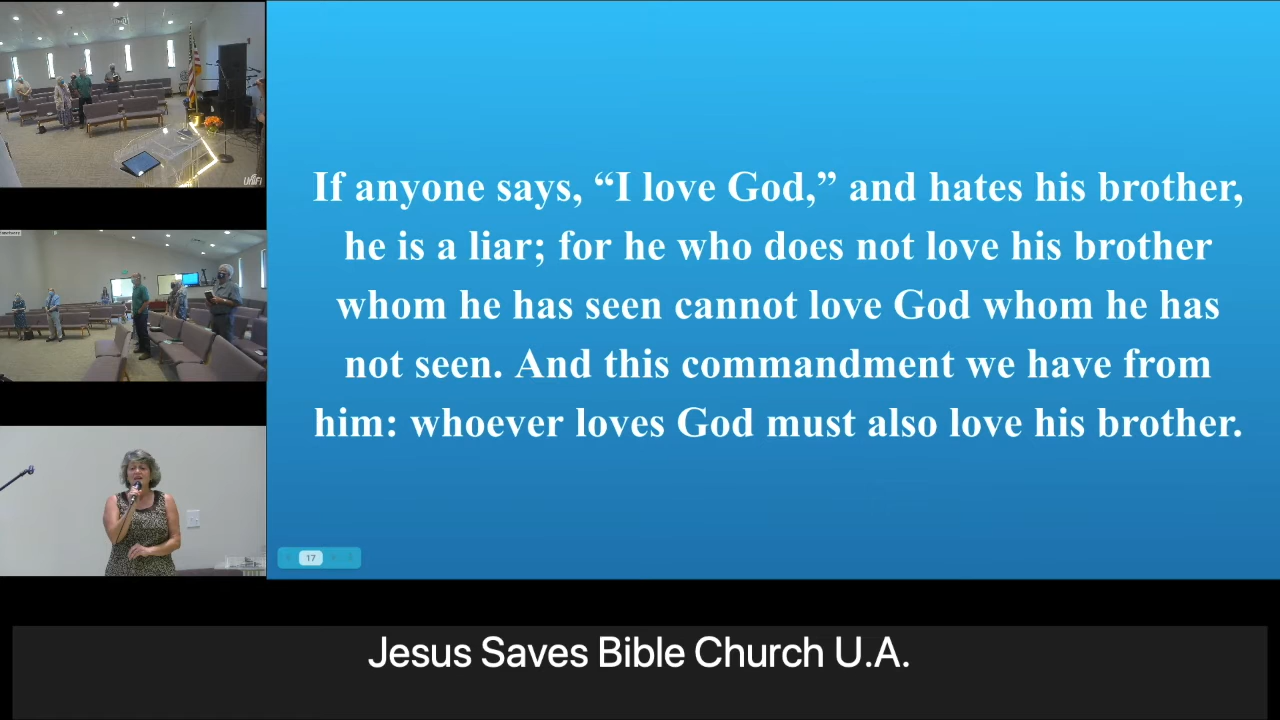 UniFi
If anyone says, “I love God,” and hates his brother,
he is a liar; for he who does not love his brother
whom he has seen cannot love God whom he has
not seen. And this commandment we have from
him: whoever loves God must also love his brother.
17
Jesus Saves Bible Church U.A.